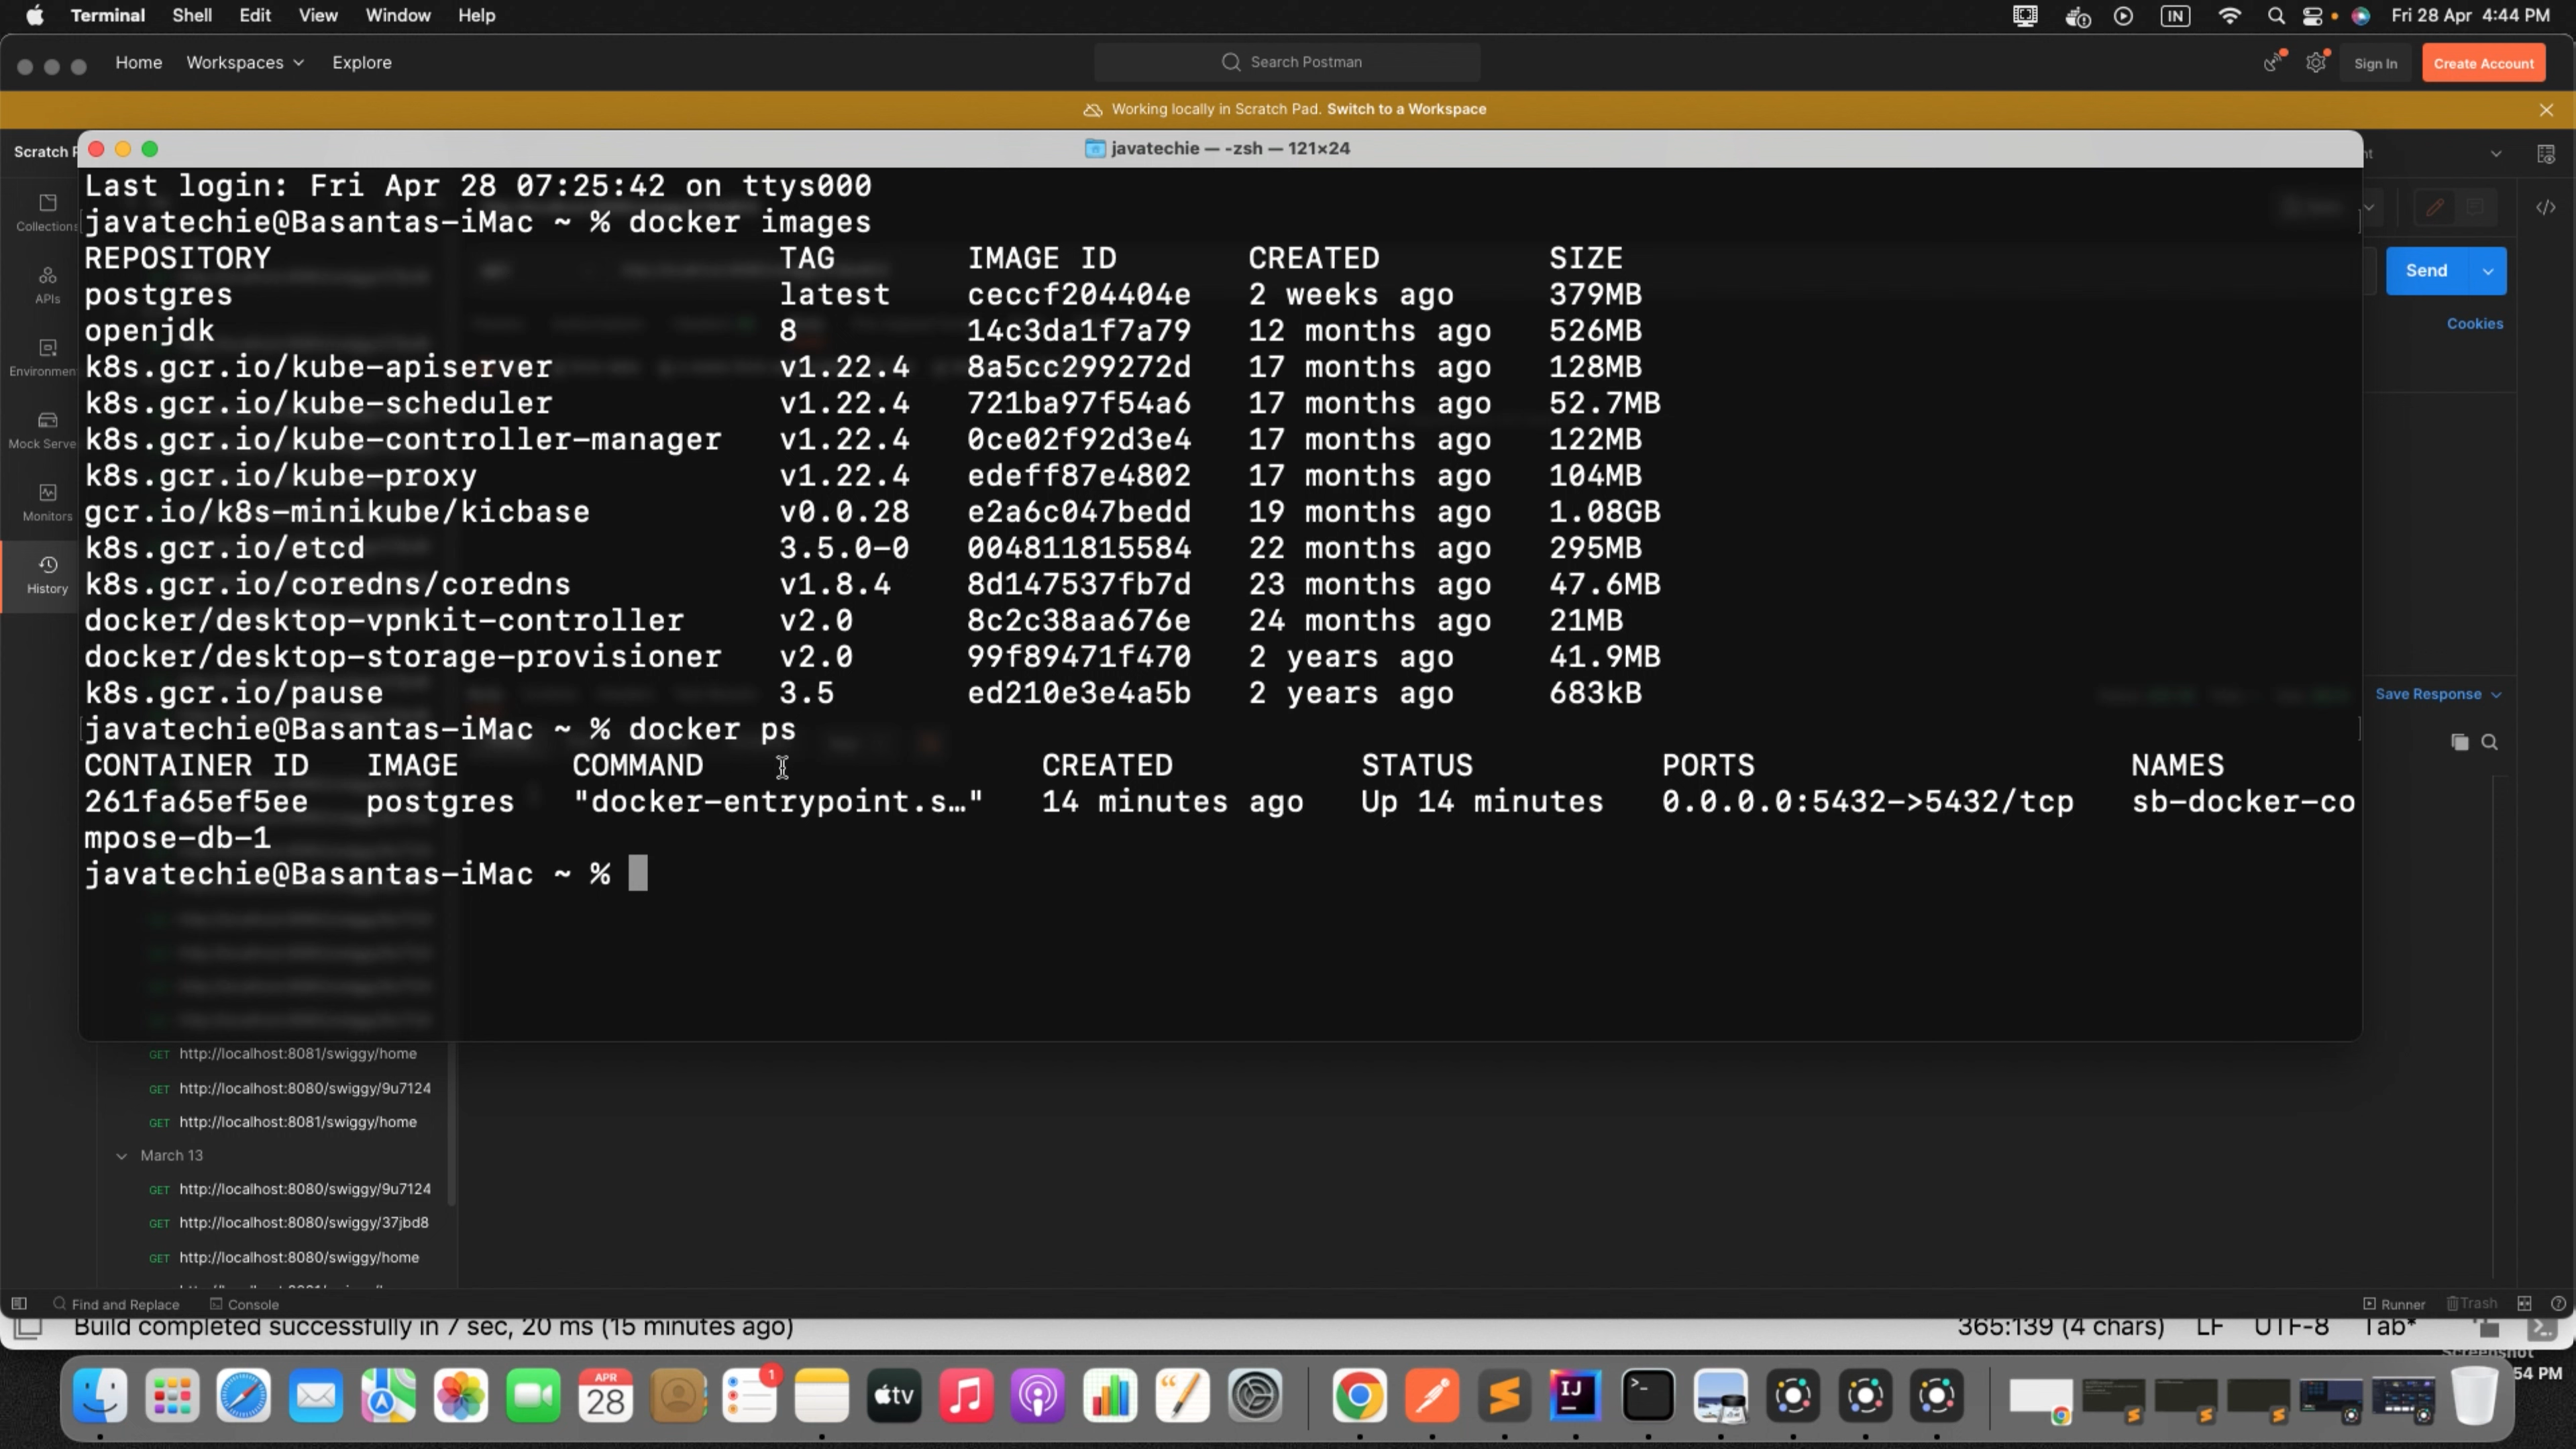 Terminal Shell Edit View Window Help IN Fri 28 Apr 4:44 PM
Home Workspaces Explore Search Postman Sign In Create Account
Working locally in Scratch Pad. Switch to a Workspace
Scratch P
javatechie — -zsh — 121×24
Last login: Fri Apr 28 07:25:42 on ttys000
javatechie@Basantas-iMac ~ % docker images
REPOSITORY TAG IMAGE ID CREATED SIZE
postgres latest ceccf204404e 2 weeks ago 379MB
openjdk 8 14c3da1f7a79 12 months ago 526MB
k8s.gcr.io/kube-apiserver v1.22.4 8a5cc299272d 17 months ago 128MB
k8s.gcr.io/kube-scheduler v1.22.4 721ba97f54a6 17 months ago 52.7MB
k8s.gcr.io/kube-controller-manager v1.22.4 0ce02f92d3e4 17 months ago 122MB
k8s.gcr.io/kube-proxy v1.22.4 edeff87e4802 17 months ago 104MB
gcr.io/k8s-minikube/kicbase v0.0.28 e2a6c047bedd 19 months ago 1.08GB
k8s.gcr.io/etcd 3.5.0-0 004811815584 22 months ago 295MB
k8s.gcr.io/coredns/coredns v1.8.4 8d147537fb7d 23 months ago 47.6MB
docker/desktop-vpnkit-controller v2.0 8c2c38aa676e 24 months ago 21MB
docker/desktop-storage-provisioner v2.0 99f89471f470 2 years ago 41.9MB
k8s.gcr.io/pause 3.5 ed210e3e4a5b 2 years ago 683kB
javatechie@Basantas-iMac ~ % docker ps
CONTAINER ID IMAGE COMMAND CREATED STATUS PORTS NAMES
261fa65ef5ee postgres "docker-entrypoint.s…" 14 minutes ago Up 14 minutes 0.0.0.0:5432->5432/tcp sb-docker-co
mpose-db-1
javatechie@Basantas-iMac ~ %
Collections
APIs
Environmen
Mock Serve
Monitors
History
Send
Cookies
Save Response
GET http://localhost:8081/swiggy/home
GET http://localhost:8080/swiggy/9u7124
GET http://localhost:8081/swiggy/home
March 13
GET http://localhost:8080/swiggy/9u7124
GET http://localhost:8080/swiggy/37jbd8
GET http://localhost:8080/swiggy/home
Find and Replace Console Runner Trash
Build completed successfully in 7 sec, 20 ms (15 minutes ago) 365:139 (4 chars) LF UTF-8 Tab*
Screenshot
54 PM
APR
28
1
tv
IJ